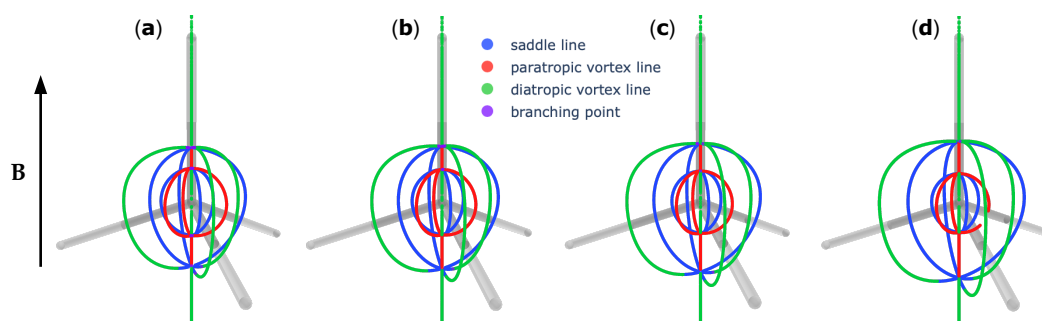 (a) (b) (c) (d)
saddle line
paratropic vortex line
diatropic vortex line
branching point
B